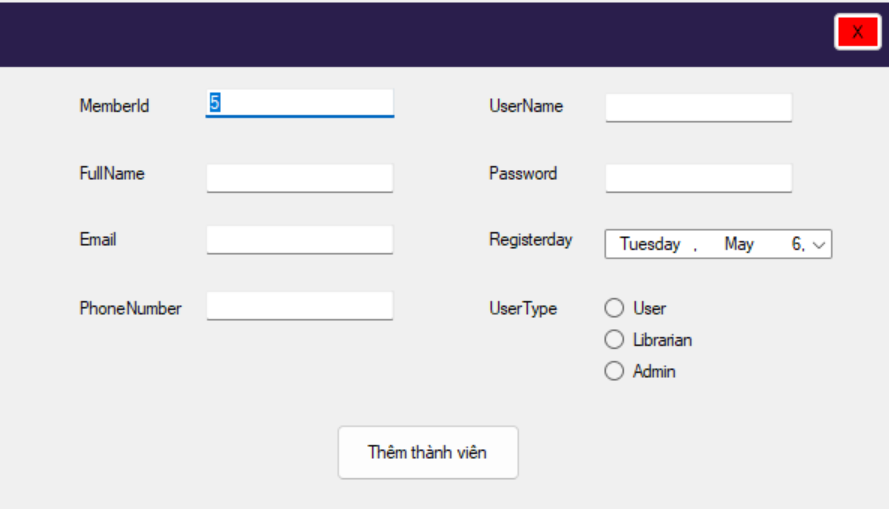 X
MemberId 5 UserName
FullName Password
Email Registerday Tuesday , May 6,
PhoneNumber UserType User
Librarian
Admin
Thêm thành viên